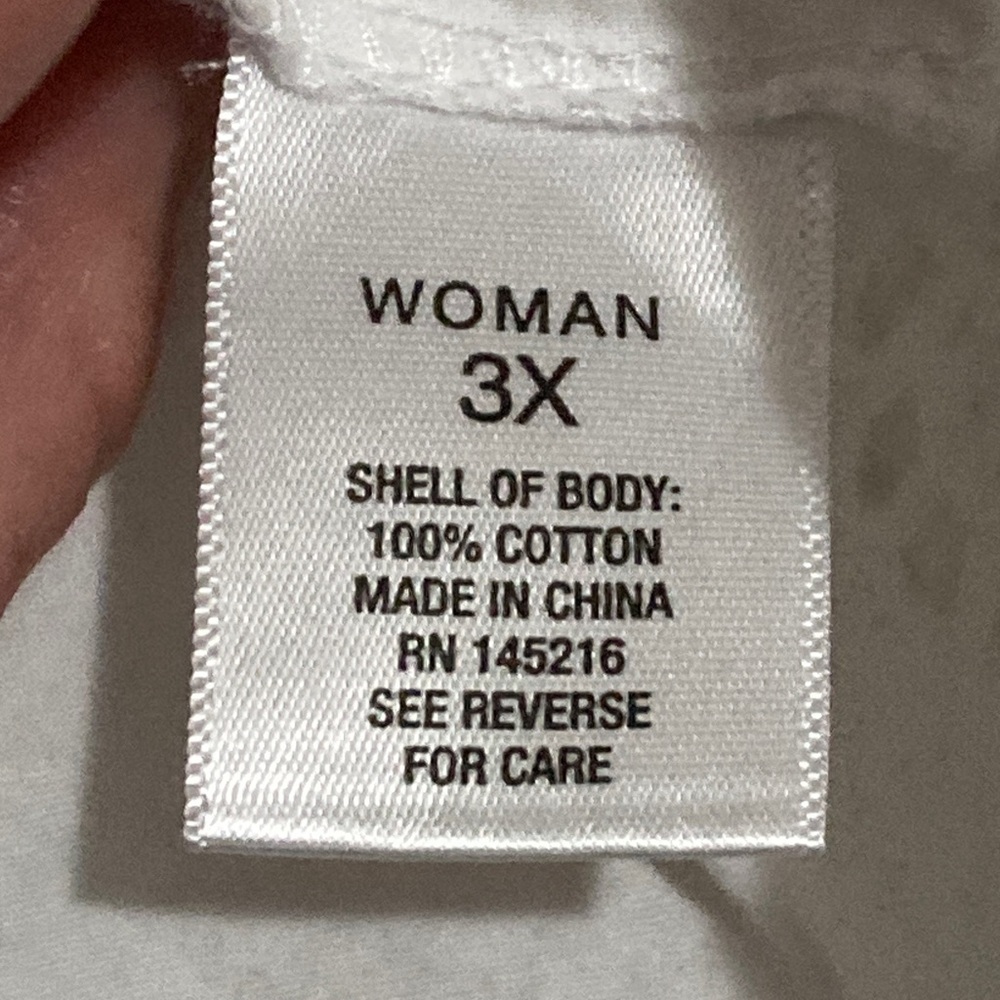 WOMAN
3X
SHELL OF BODY:
100% COTTON
MADE IN CHINA
RN 145216
SEE REVERSE
FOR CARE